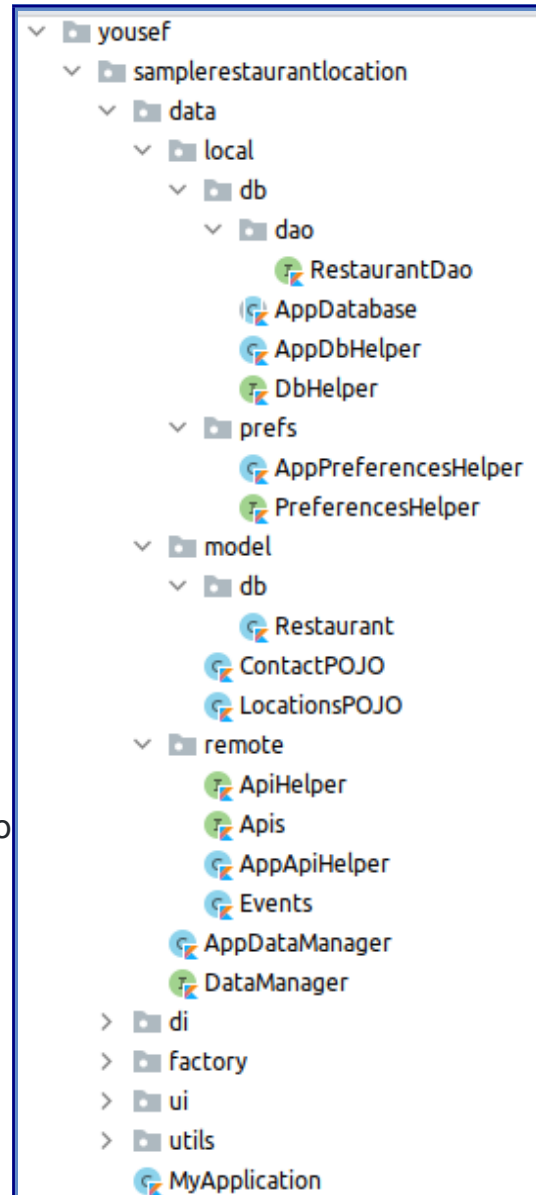 yousef
samplerestaurantlocation
data
local
db
dao
RestaurantDao
AppDatabase
AppDbHelper
DbHelper
prefs
AppPreferencesHelper
PreferencesHelper
model
db
Restaurant
ContactPOJO
LocationsPOJO
remote
ApiHelper
o
Apis
AppApiHelper
Events
AppDataManager
DataManager
di
factory
ui
utils
MyApplication